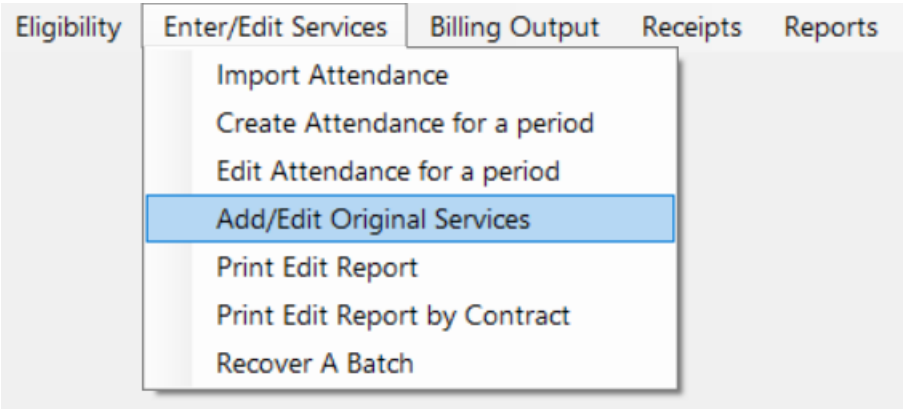 Eligibility Enter/Edit Services Billing Output Receipts Reports
Import Attendance
Create Attendance for a period
Edit Attendance for a period
Add/Edit Original Services
Print Edit Report
Print Edit Report by Contract
Recover A Batch